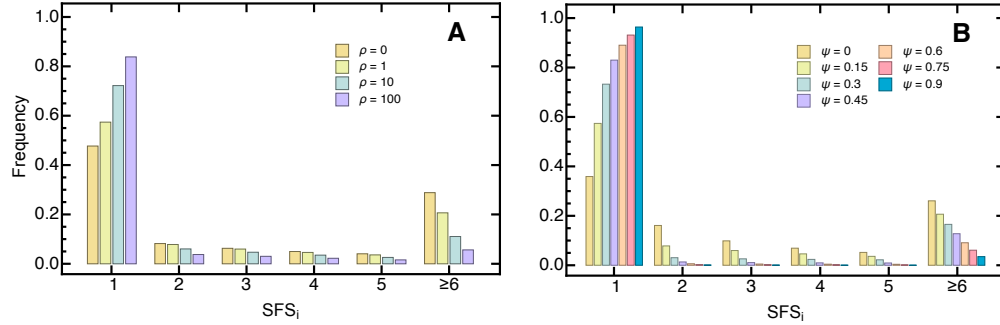 A
Frequency
1.0
0.8
0.6
0.4
0.2
0.0
ρ = 0
ρ = 1
ρ = 10
ρ = 100
1 2 3 4 5 ≥6
SFSi
B
1.0
0.8
0.6
0.4
0.2
0.0
ψ = 0
ψ = 0.15
ψ = 0.3
ψ = 0.45
ψ = 0.6
ψ = 0.75
ψ = 0.9
1 2 3 4 5 ≥6
SFSi